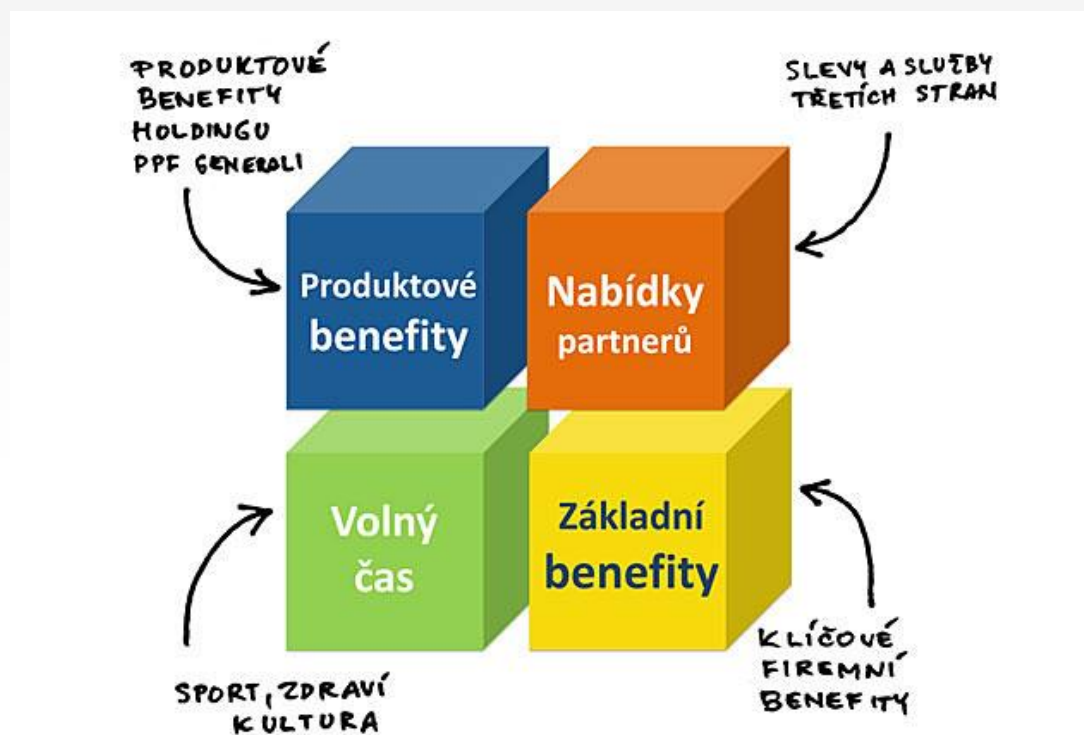 PRODUKTOVÉ
BENEFITY
HOLDINGU
PPF GENERALI
SLEVY A SLUŽBY
TŘETÍCH STRAN
Produktové
benefity
Nabídky
partnerů
Volný
čas
Základní
benefity
SPORT, ZDRAVÍ
KULTURA
KLÍČOVÉ
FIREMNÍ
BENEFITY